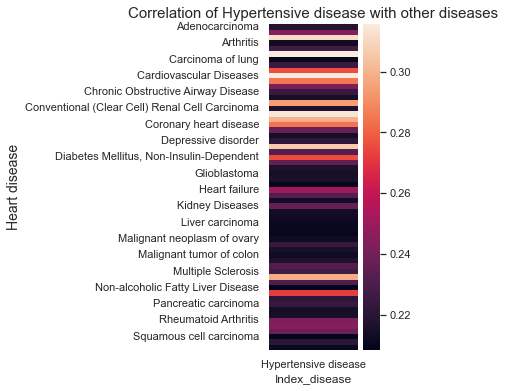 Correlation of Hypertensive disease with other diseases
Heart disease
Adenocarcinoma
Arthritis
Carcinoma of lung
Cardiovascular Diseases
Chronic Obstructive Airway Disease
Conventional (Clear Cell) Renal Cell Carcinoma
Coronary heart disease
Depressive disorder
Diabetes Mellitus, Non-Insulin-Dependent
Glioblastoma
Heart failure
Kidney Diseases
Liver carcinoma
Malignant neoplasm of ovary
Malignant tumor of colon
Multiple Sclerosis
Non-alcoholic Fatty Liver Disease
Pancreatic carcinoma
Rheumatoid Arthritis
Squamous cell carcinoma
0.30
0.28
0.26
0.24
0.22
Hypertensive disease
Index_disease